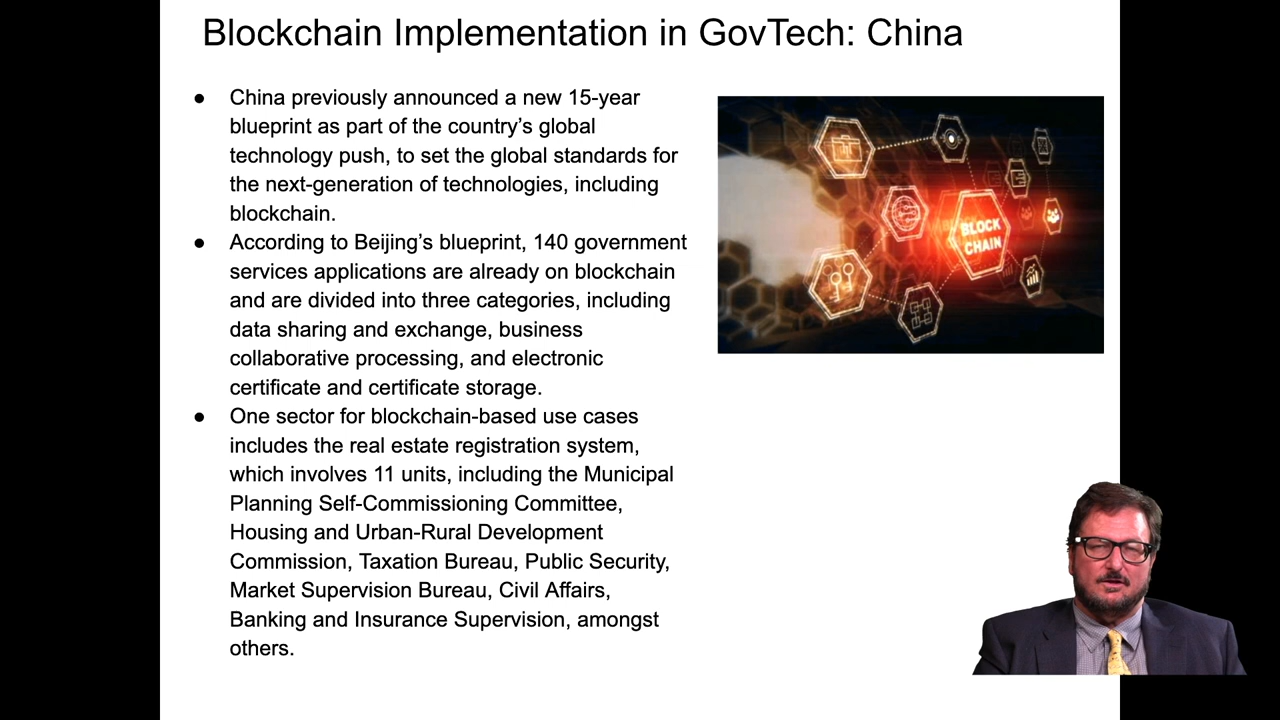 Blockchain Implementation in GovTech: China
● China previously announced a new 15-year
blueprint as part of the country’s global
technology push, to set the global standards for
the next-generation of technologies, including
blockchain.
● According to Beijing’s blueprint, 140 government
services applications are already on blockchain
and are divided into three categories, including
data sharing and exchange, business
collaborative processing, and electronic
certificate and certificate storage.
● One sector for blockchain-based use cases
includes the real estate registration system,
which involves 11 units, including the Municipal
Planning Self-Commissioning Committee,
Housing and Urban-Rural Development
Commission, Taxation Bureau, Public Security,
Market Supervision Bureau, Civil Affairs,
Banking and Insurance Supervision, amongst
others.
BLOCK
CHAIN